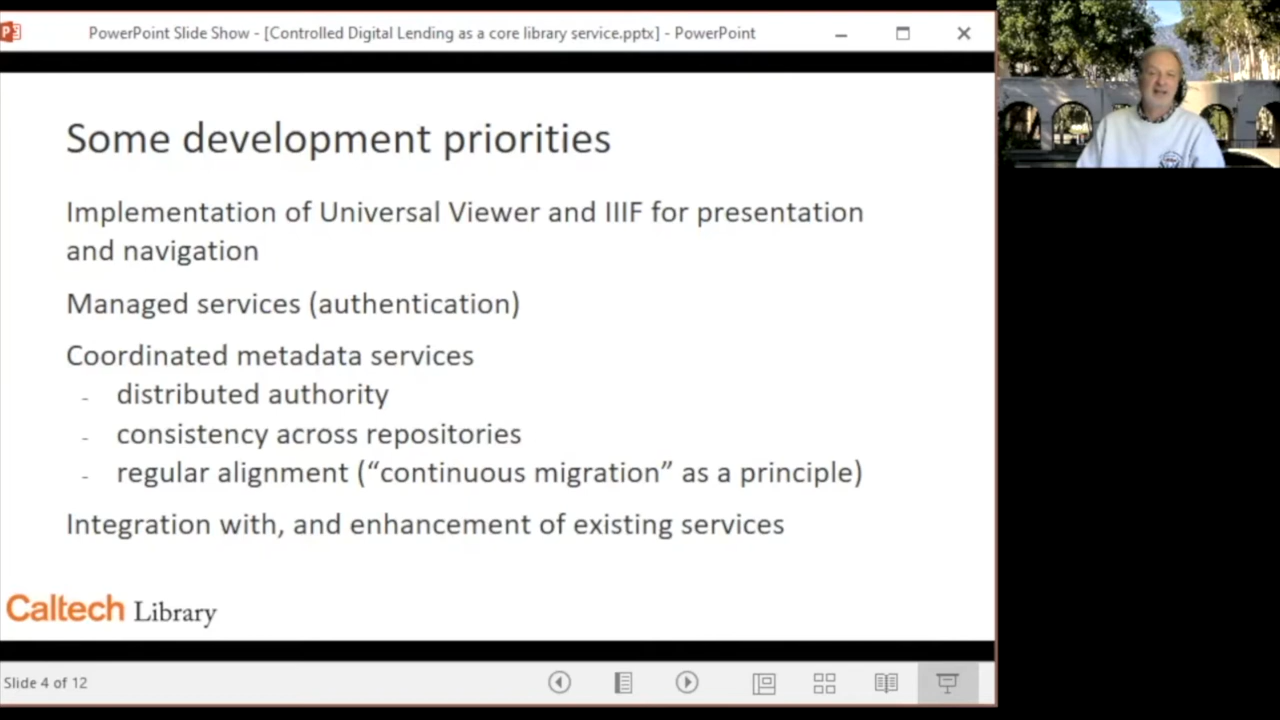 PowerPoint Slide Show - [Controlled Digital Lending as a core library service.pptx] - PowerPoint
Some development priorities
Implementation of Universal Viewer and IIIF for presentation
and navigation
Managed services (authentication)
Coordinated metadata services
- distributed authority
- consistency across repositories
- regular alignment (“continuous migration” as a principle)
Integration with, and enhancement of existing services
Caltech Library
Slide 4 of 12